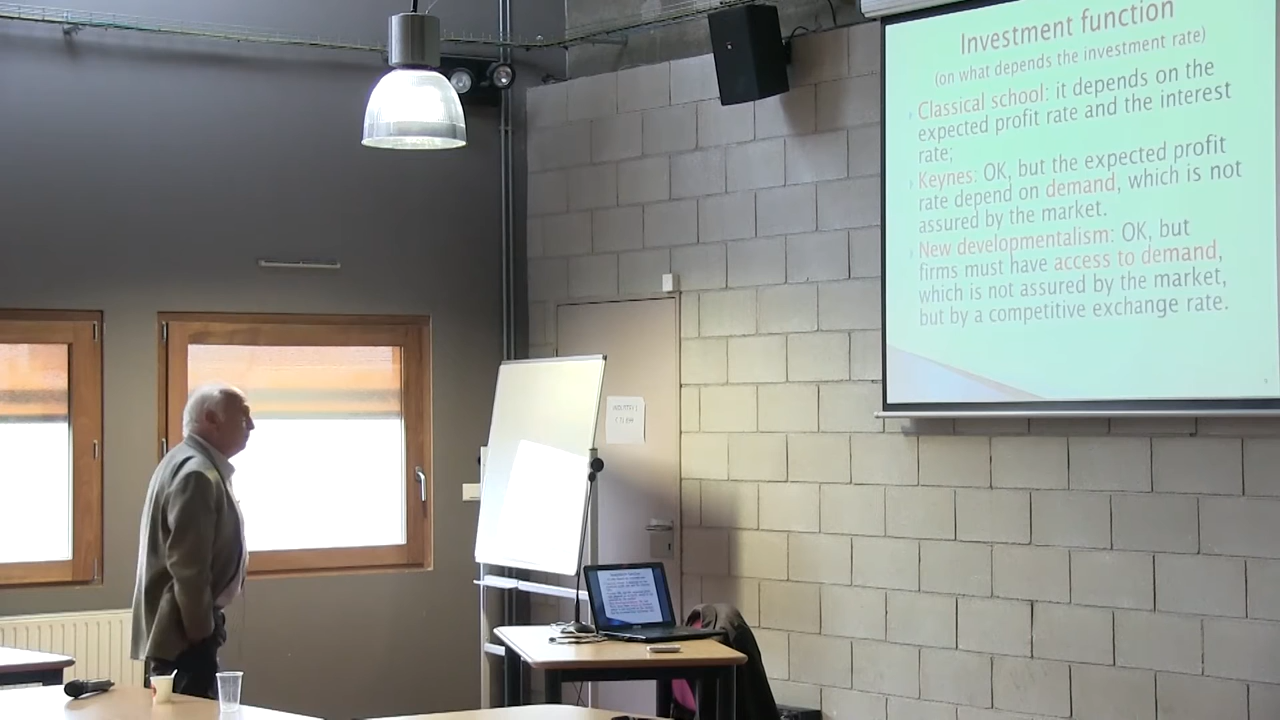 Investment function
(on what depends the investment rate)
Classical school: it depends on the
expected profit rate and the interest
rate;
Keynes: OK, but the expected profit
rate depend on demand, which is not
assured by the market.
New developmentalism: OK, but
firms must have access to demand,
which is not assured by the market,
but by a competitive exchange rate.